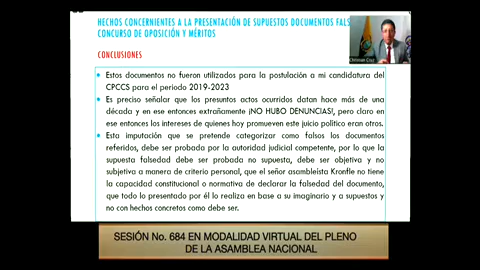 HECHOS CONCERNIENTES A LA PRESENTACIÓN DE SUPUESTOS DOCUMENTOS FALS
CONCURSO DE OPOSICIÓN Y MÉRITOS
CONCLUSIONES
Estos documentos no fueron utilizados para la postulación a mi candidatura del
CPCCS para el periodo 2019-2023
Es preciso señalar que los presuntos actos ocurridos datan hace más de una
década y en ese entonces extrañamente ¡NO HUBO DENUNCIAS!, pero claro en
ese entonces los intereses de quienes hoy promueven este juicio político eran otros.
Esta imputación que se pretende categorizar como falsos los documentos
referidos, debe ser probada por la autoridad judicial competente, por lo que la
supuesta falsedad debe ser probada no supuesta, debe ser objetiva y no
subjetiva a manera de criterio personal, que el señor asambleísta Kronfle no tiene
la capacidad constitucional o normativa de declarar la falsedad del documento,
que todo lo presentado por él lo realiza en base a su imaginario y a supuestos y
no con hechos concretos como debe ser.
Christian Cruz
SESIÓN No. 684 EN MODALIDAD VIRTUAL DEL PLENO
DE LA ASAMBLEA NACIONAL